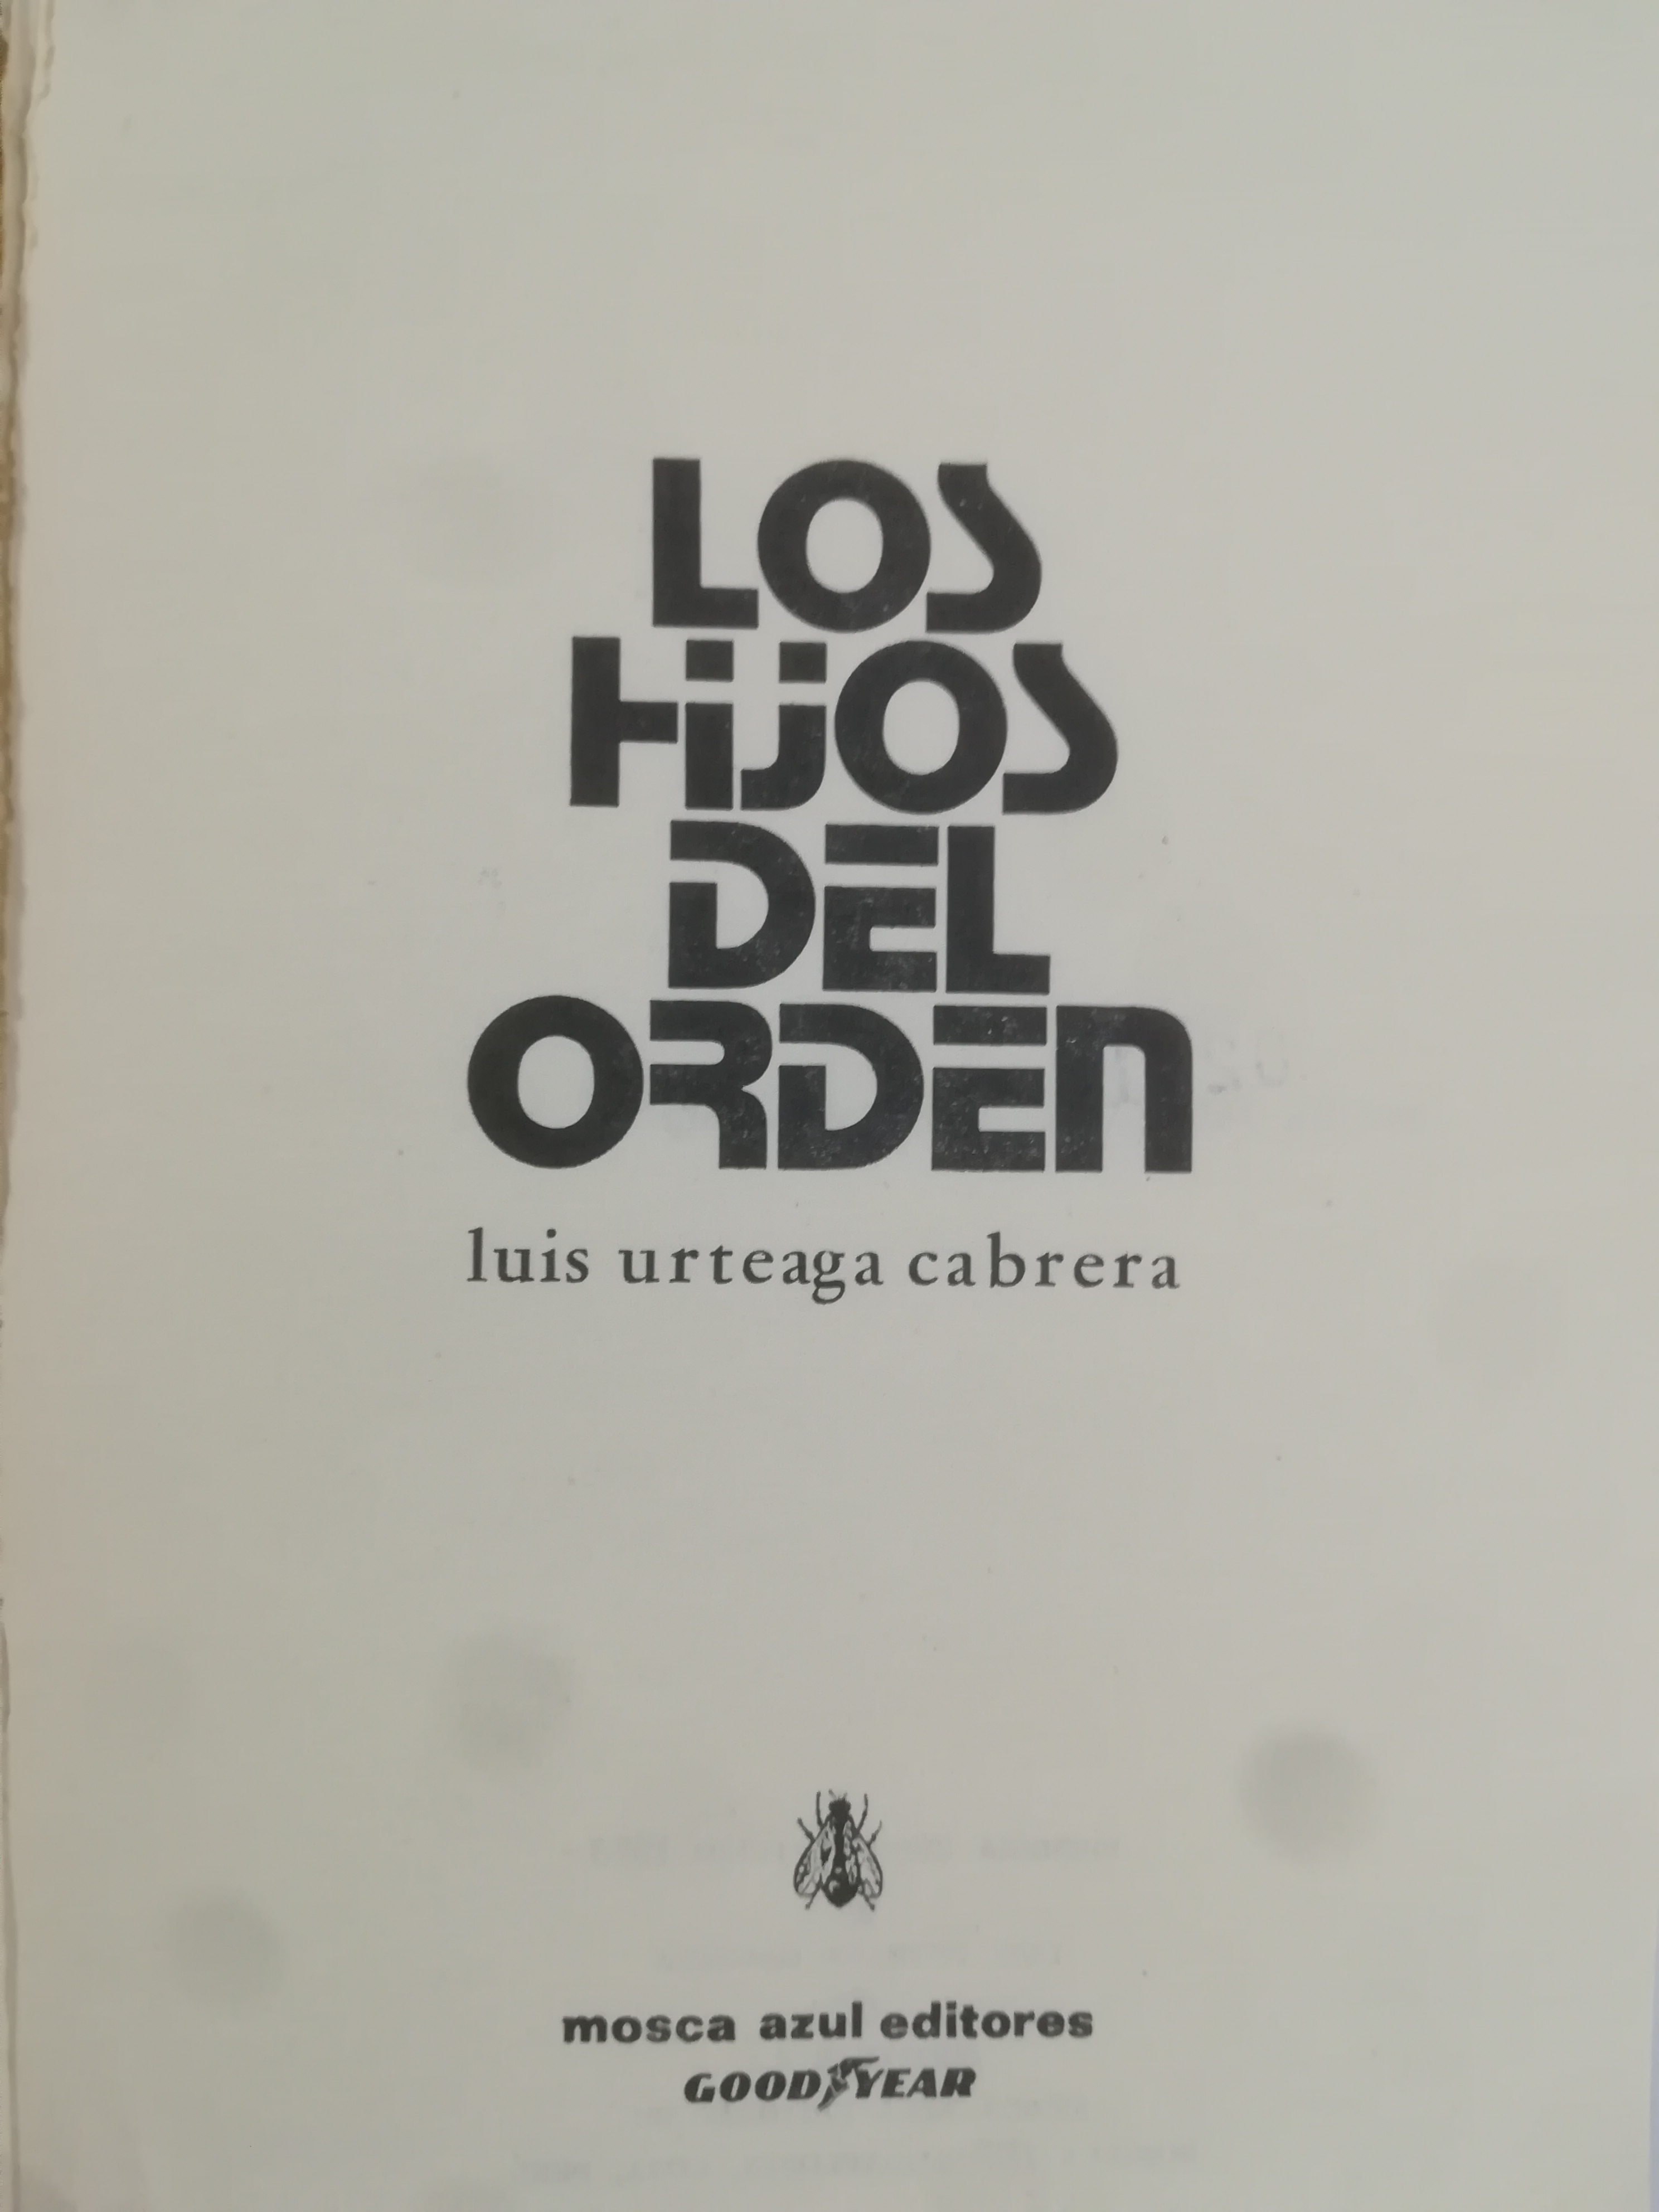 LOS
HijOS
DEL
ORDEN
luis urteaga cabrera
mosca azul editores
GOODYEAR